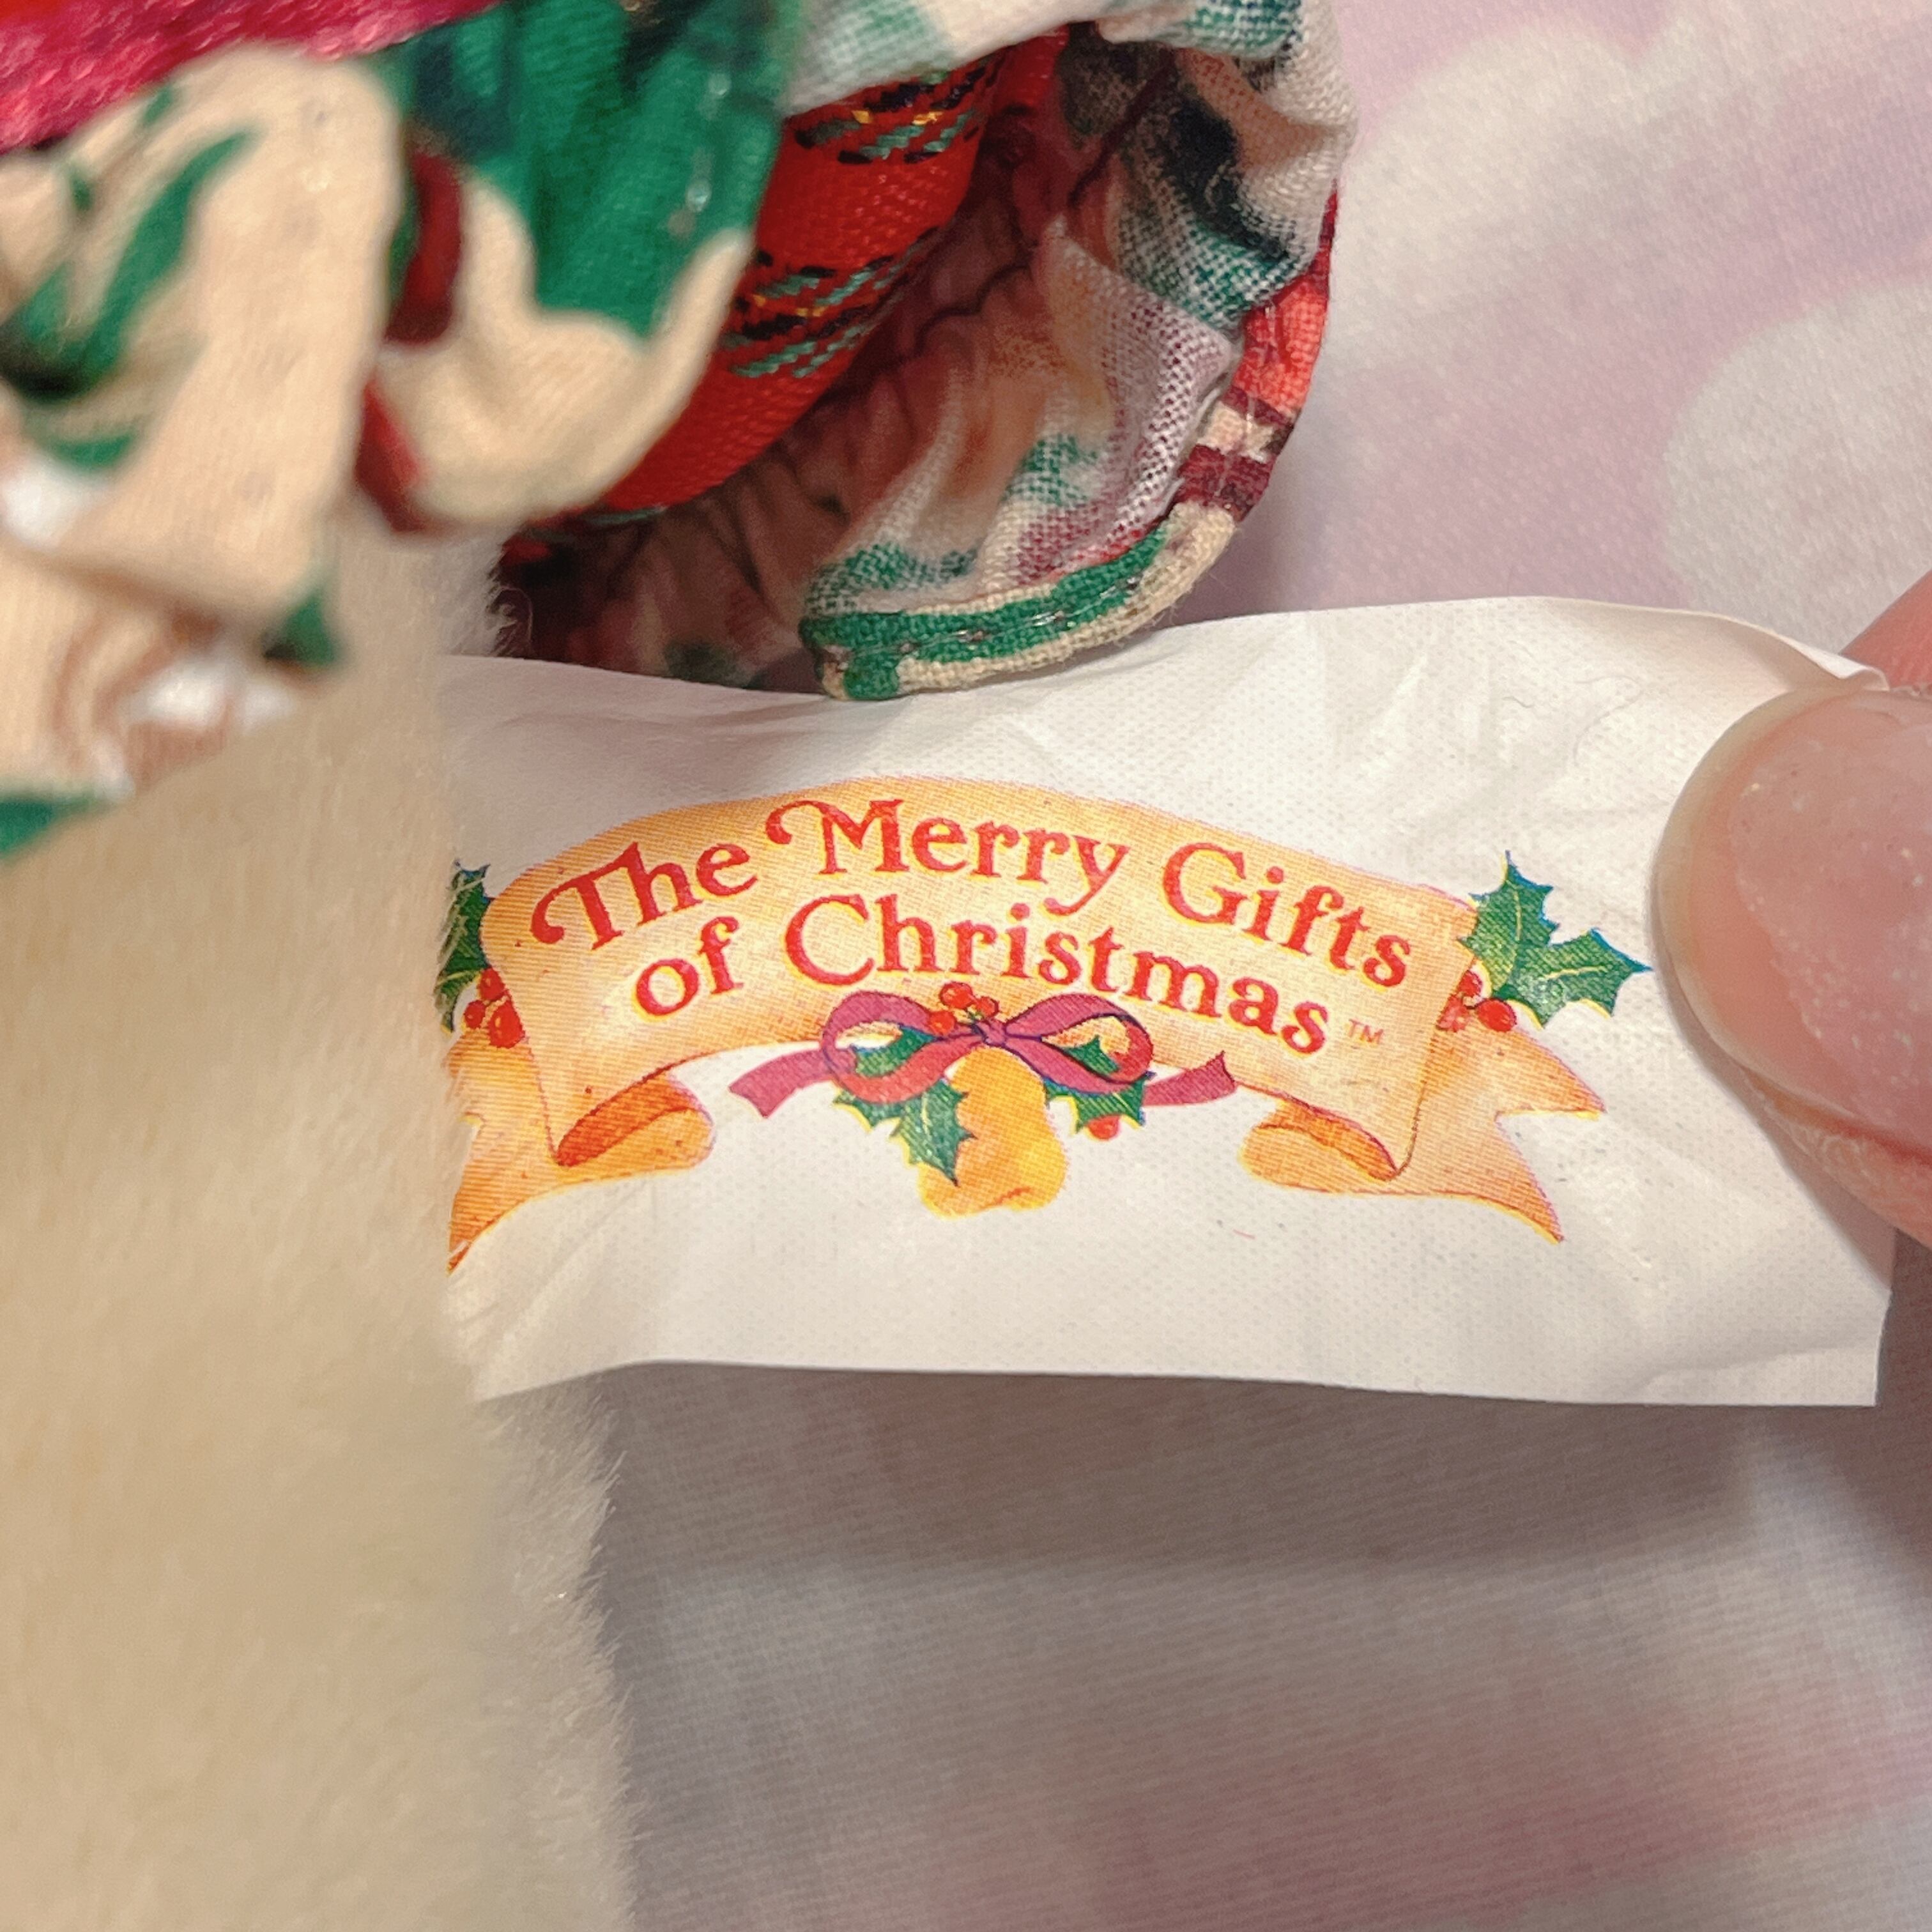 The Merry Gifts
of Christmas™